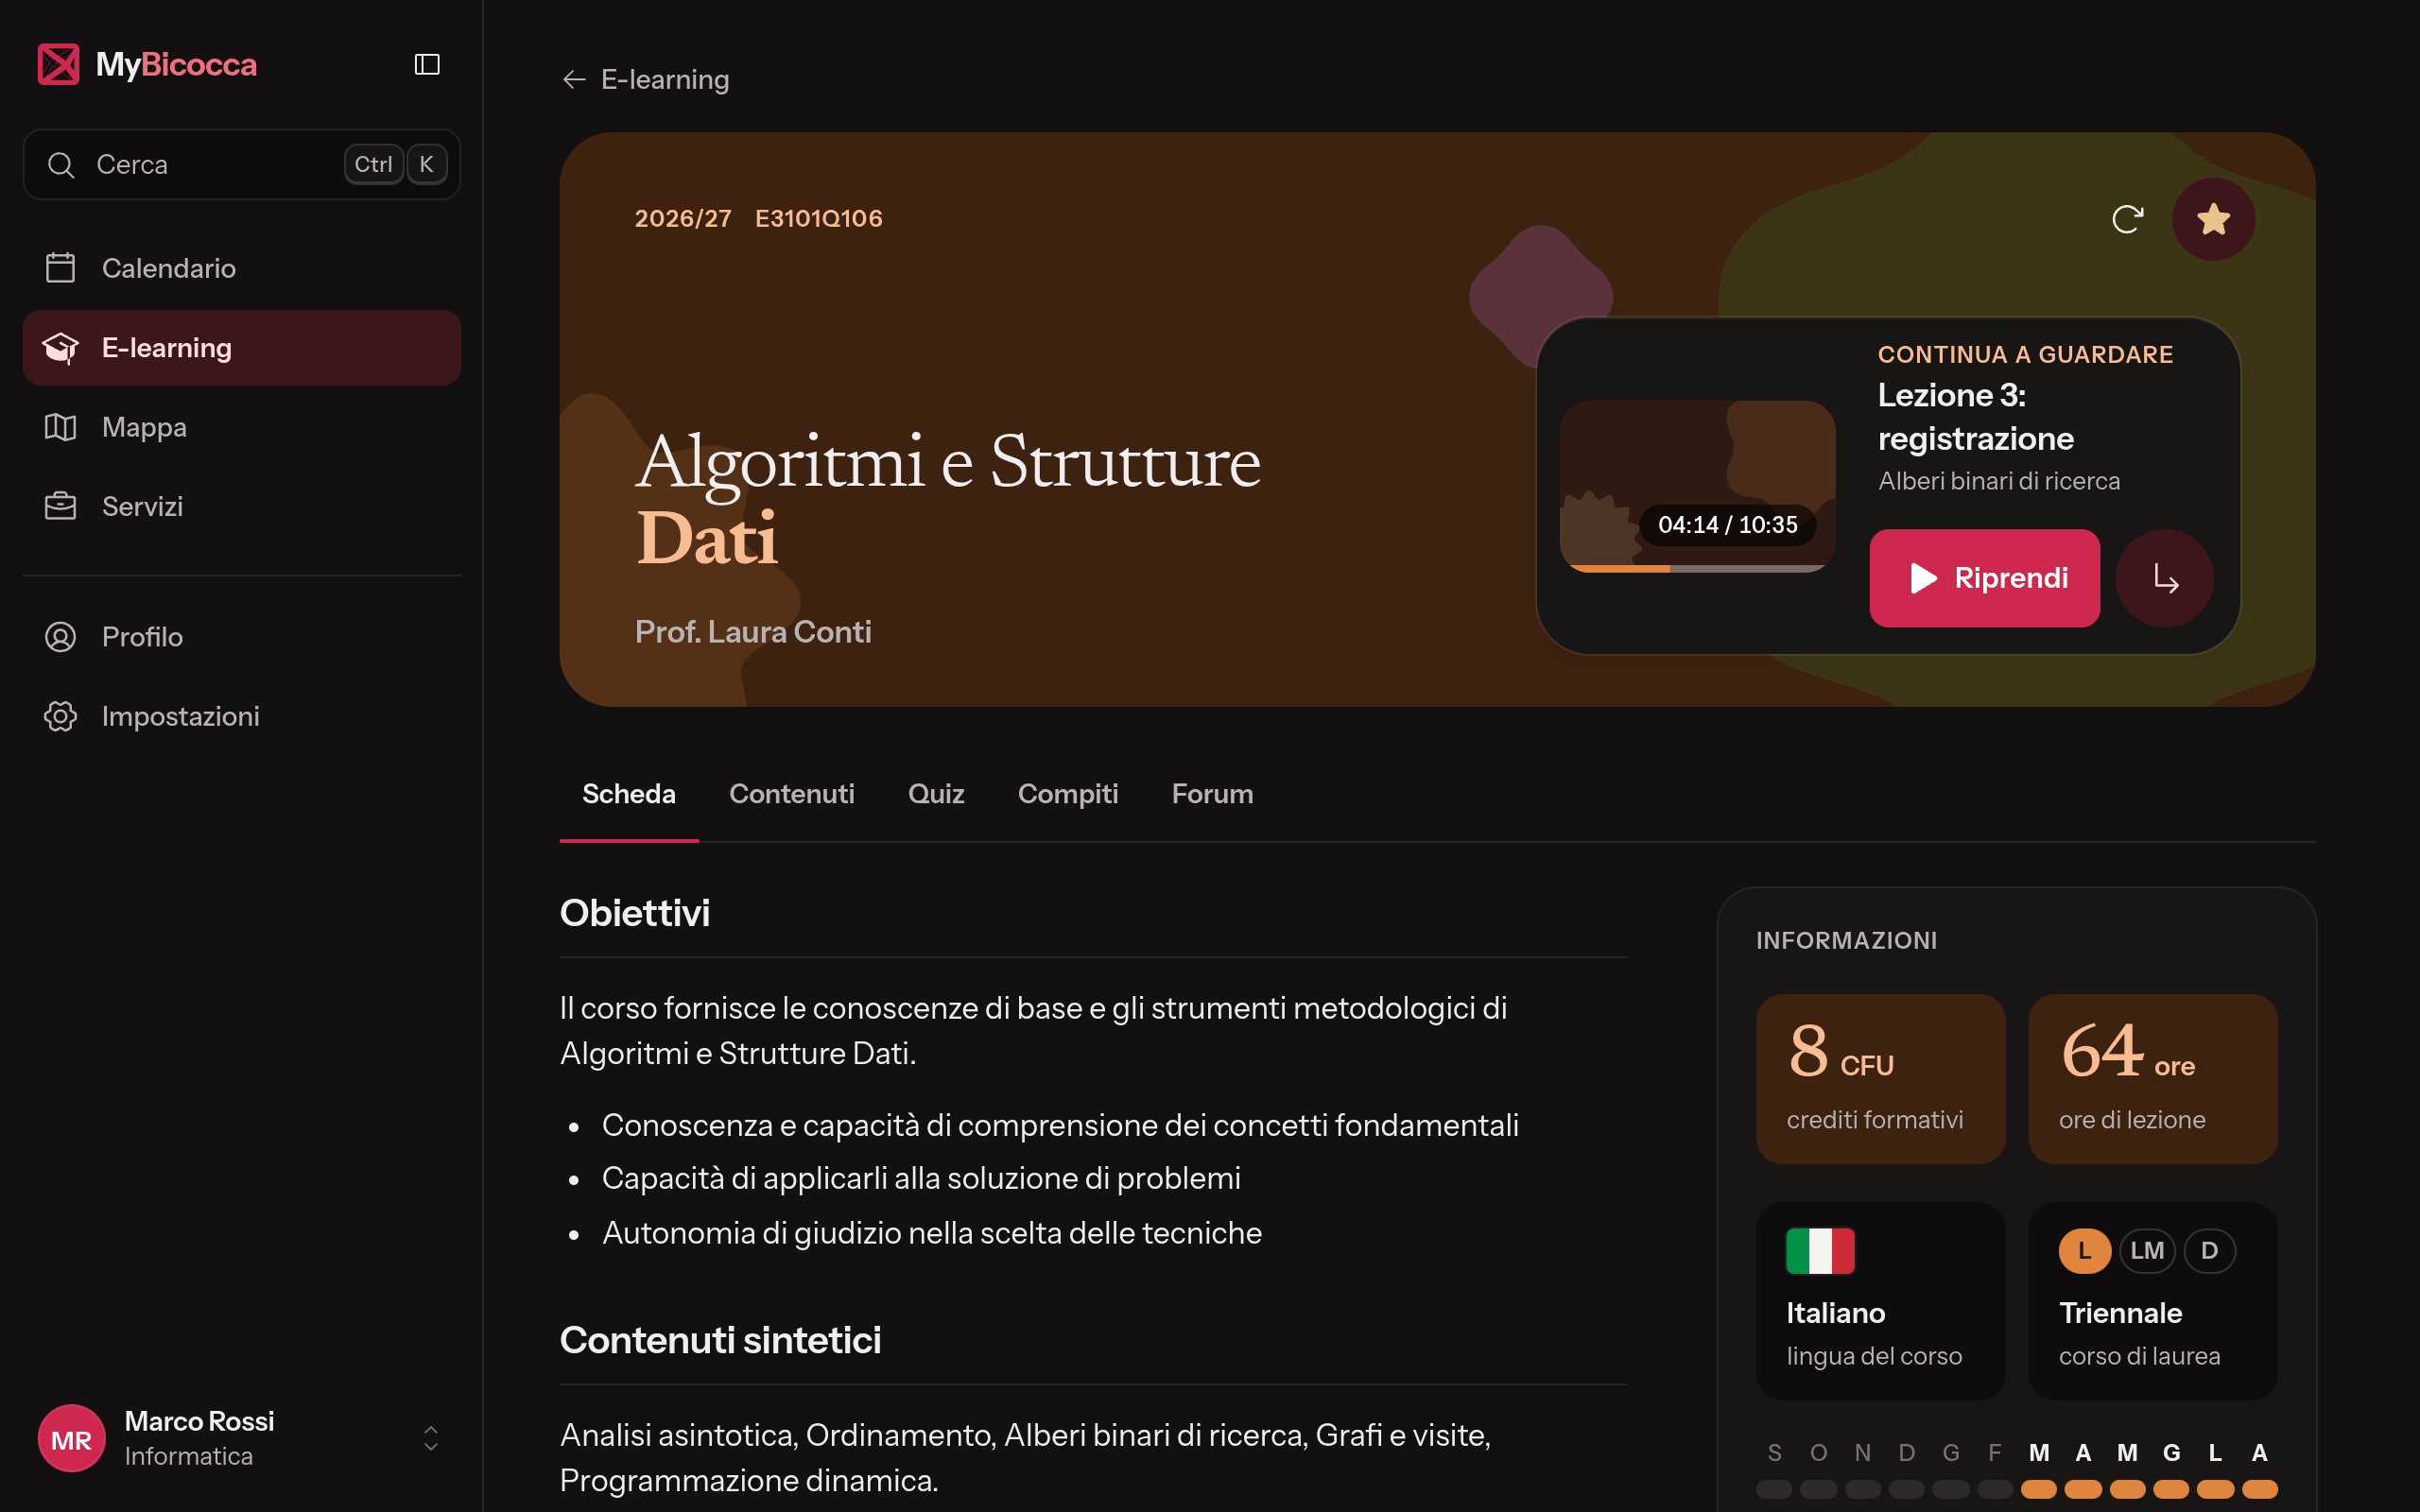 MyBicocca
Cerca
Ctrl K
Calendario
E-learning
Mappa
Servizi
Profilo
Impostazioni
MR
Marco Rossi
Informatica
E-learning
2026/27 E3101Q106
Algoritmi e Strutture
Dati
Prof. Laura Conti
04:14 / 10:35
CONTINUA A GUARDARE
Lezione 3:
registrazione
Alberi binari di ricerca
Riprendi
Scheda Contenuti Quiz Compiti Forum
Obiettivi
Il corso fornisce le conoscenze di base e gli strumenti metodologici di
Algoritmi e Strutture Dati.
• Conoscenza e capacità di comprensione dei concetti fondamentali
• Capacità di applicarli alla soluzione di problemi
• Autonomia di giudizio nella scelta delle tecniche
Contenuti sintetici
Analisi asintotica, Ordinamento, Alberi binari di ricerca, Grafi e visite,
Programmazione dinamica.
INFORMAZIONI
8 CFU
crediti formativi
64 ore
ore di lezione
Italiano
lingua del corso
L LM D
Triennale
corso di laurea
S O N D G F M A M G L A